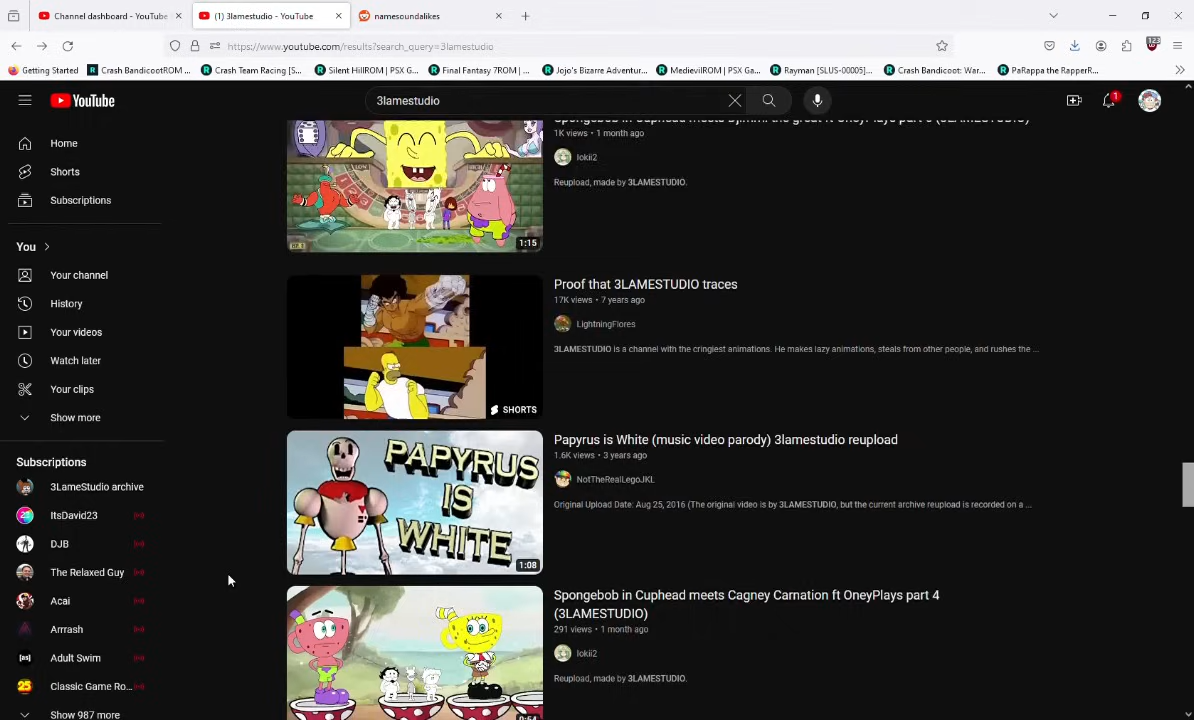 Channel dashboard - YouTube
(1) 3lamestudio - YouTube
namesoundalikes
https://www.youtube.com/results?search_query=3lamestudio
123
Getting Started
Crash BandicootROM ...
Crash Team Racing [S...
Silent HillROM | PSX G...
Final Fantasy 7ROM | ...
Jojo's Bizarre Adventur...
MedievilROM | PSX Ga...
Rayman [SLUS-00005]...
Crash Bandicoot: War...
PaRappa the RapperR...
YouTube
3lamestudio
1
Home
Shorts
Subscriptions
You
Your channel
History
Your videos
Watch later
Your clips
Show more
Subscriptions
3LameStudio archive
ItsDavid23
DJB
The Relaxed Guy
Acai
Arrrash
Adult Swim
Classic Game Ro...
Show 987 more
1:15
1K views • 1 month ago
lokii2
Reupload, made by 3LAMESTUDIO.
SHORTS
Proof that 3LAMESTUDIO traces
17K views • 7 years ago
LightningFlores
3LAMESTUDIO is a channel with the cringiest animations. He makes lazy animations, steals from other people, and rushes the ...
PAPYRUS
IS
WHITE
1:08
Papyrus is White (music video parody) 3lamestudio reupload
1.6K views • 3 years ago
NotTheRealLegoJKL
Original Upload Date: Aug 25, 2016 (The original video is by 3LAMESTUDIO, but the current archive reupload is recorded on a ...
0:54
Spongebob in Cuphead meets Cagney Carnation ft OneyPlays part 4
(3LAMESTUDIO)
291 views • 1 month ago
lokii2
Reupload, made by 3LAMESTUDIO.